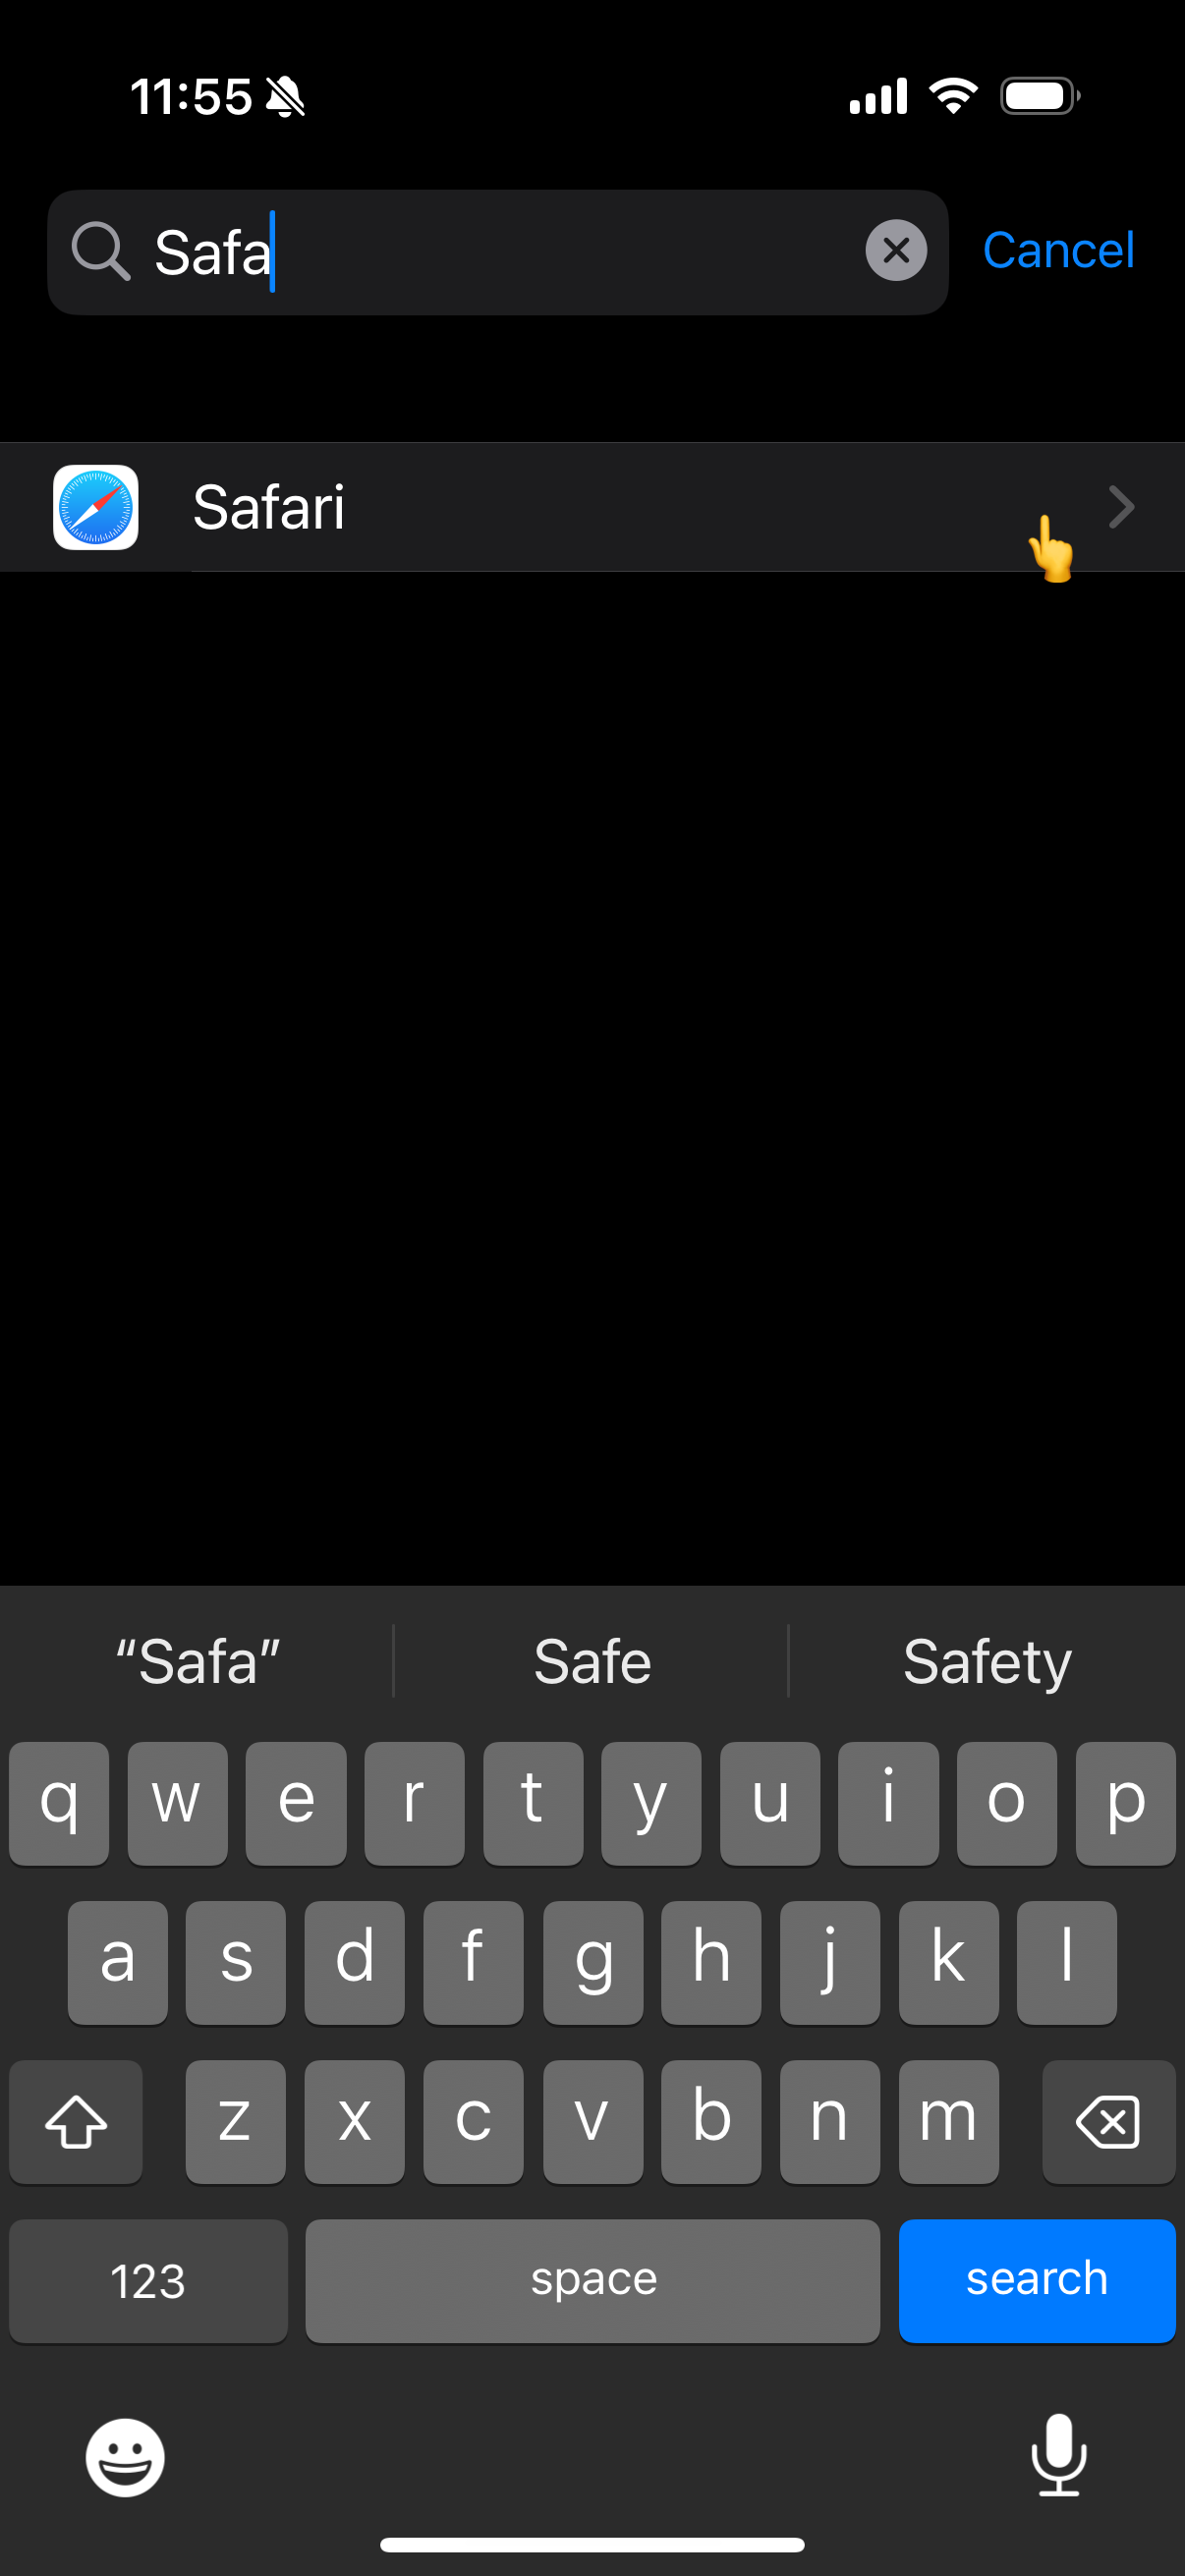 11:55
Safa
Cancel
Safari
“Safa”
Safe
Safety
q w e r t y u i o p
a s d f g h j k l
z x c v b n m
123
space
search